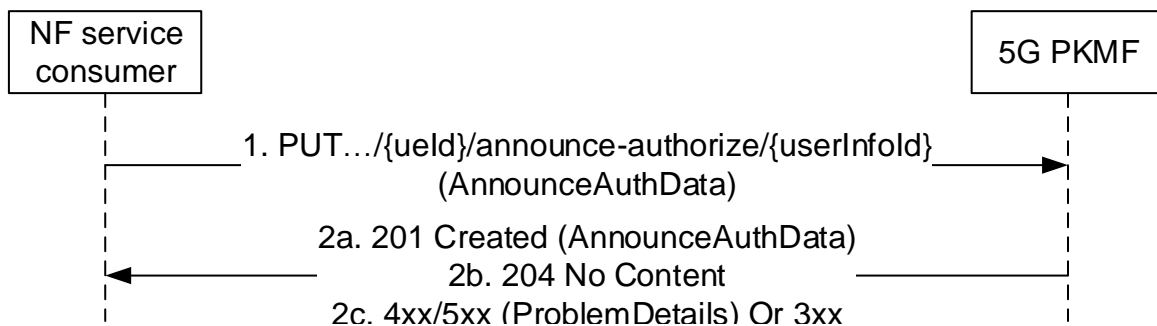 NF service
consumer
5G PKMF
1. PUT…/{ueId}/announce-authorize/{userInfoId}
(AnnounceAuthData)
2a. 201 Created (AnnounceAuthData)
2b. 204 No Content
2c. 4xx/5xx (ProblemDetails) Or 3xx